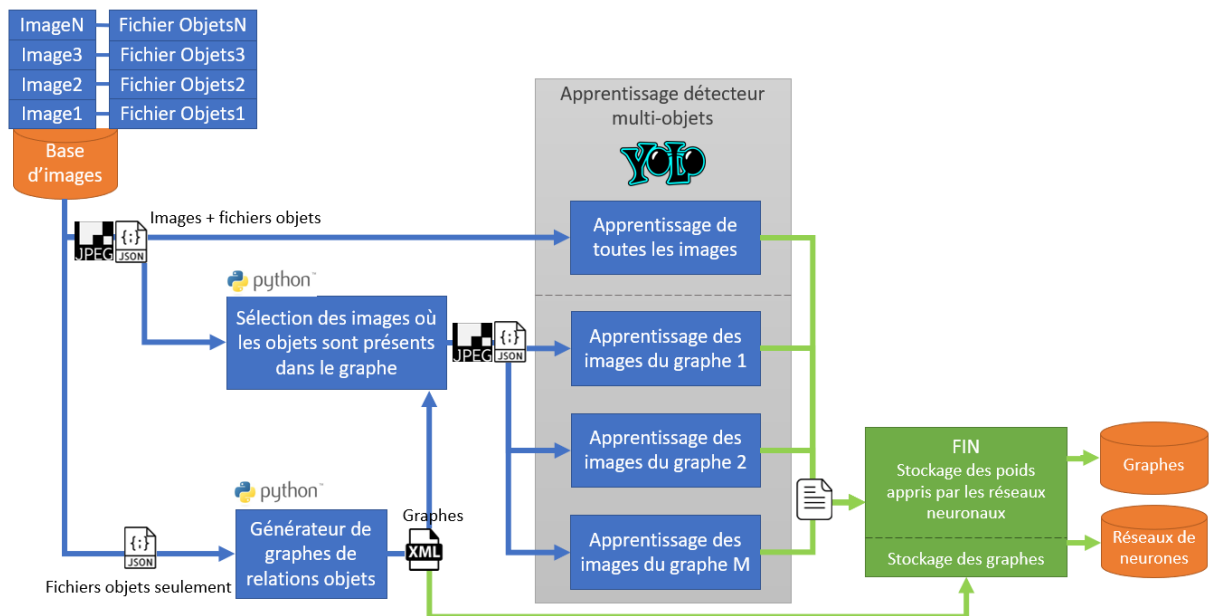 ImageN
Fichier ObjetsN
Image3
Fichier Objets3
Image2
Fichier Objets2
Image1
Fichier Objets1
Base
d'images
Images + fichiers objets
JPEG
{;}
JSON
python™
Sélection des images où
les objets sont présents
dans le graphe
JPEG
{;}
JSON
Apprentissage détecteur
multi-objets
YOLO
Apprentissage de
toutes les images
Apprentissage des
images du graphe 1
Apprentissage des
images du graphe 2
Apprentissage des
images du graphe M
python™
Générateur de
graphes de
relations objets
{;}
JSON
Fichiers objets seulement
Graphes
XML
FIN
Stockage des poids
appris par les réseaux
neuronaux
Stockage des graphes
Graphes
Réseaux de
neurones